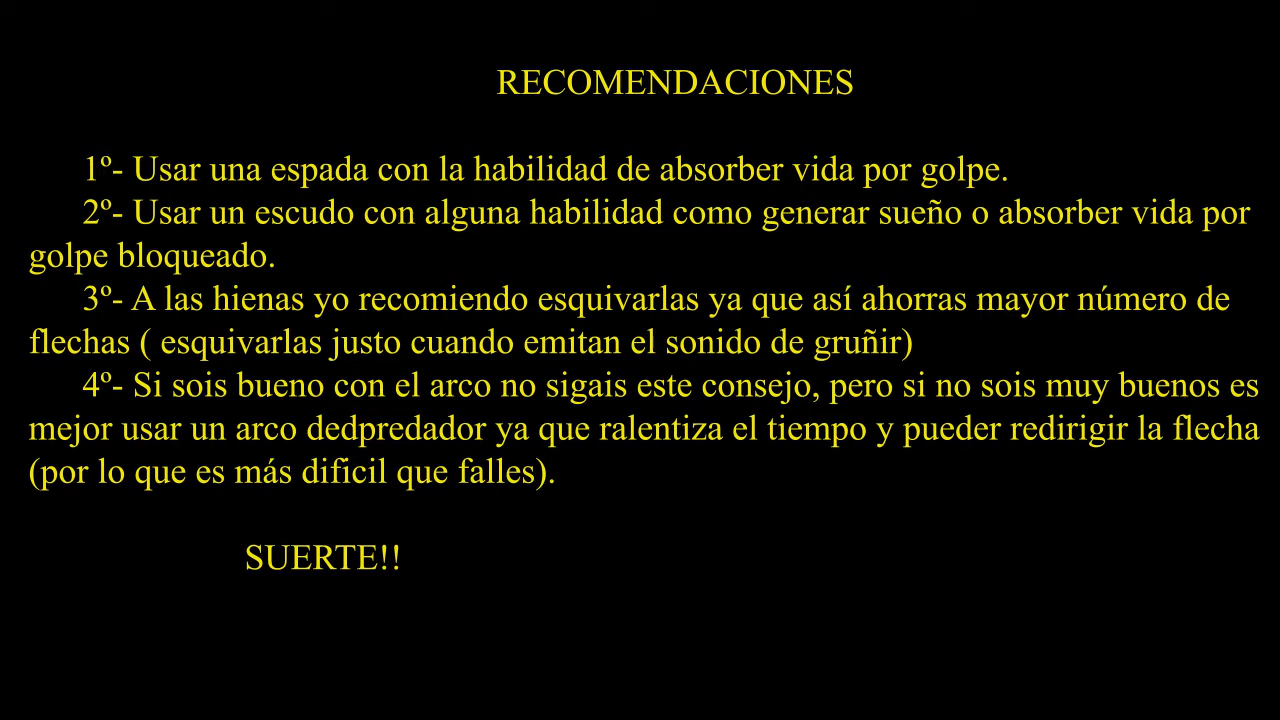 RECOMENDACIONES
1º- Usar una espada con la habilidad de absorber vida por golpe.
2º- Usar un escudo con alguna habilidad como generar sueño o absorber vida por
golpe bloqueado.
3º- A las hienas yo recomiendo esquivarlas ya que así ahorras mayor número de
flechas ( esquivarlas justo cuando emitan el sonido de gruñir)
4º- Si sois bueno con el arco no sigais este consejo, pero si no sois muy buenos es
mejor usar un arco dedpredador ya que ralentiza el tiempo y pueder redirigir la flecha
(por lo que es más dificil que falles).
SUERTE!!